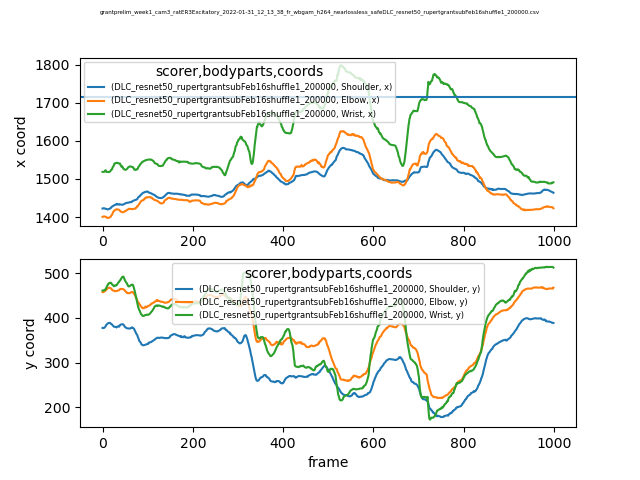 grantprelim_week1_cam3_ratER3Excitatory_2022-01-31_12_13_38_fr_wbgam_h264_nearlossless_safeDLC_resnet50_rupertgrantsubFeb16shuffle1_200000.csv
1800
1700
1600
1500
1400
x coord
scorer,bodyparts,coords
(DLC_resnet50_rupertgrantsubFeb16shuffle1_200000, Shoulder, x)
(DLC_resnet50_rupertgrantsubFeb16shuffle1_200000, Elbow, x)
(DLC_resnet50_rupertgrantsubFeb16shuffle1_200000, Wrist, x)
0 200 400 600 800 1000
500
400
300
200
y coord
scorer,bodyparts,coords
(DLC_resnet50_rupertgrantsubFeb16shuffle1_200000, Shoulder, y)
(DLC_resnet50_rupertgrantsubFeb16shuffle1_200000, Elbow, y)
(DLC_resnet50_rupertgrantsubFeb16shuffle1_200000, Wrist, y)
0 200 400 600 800 1000
frame